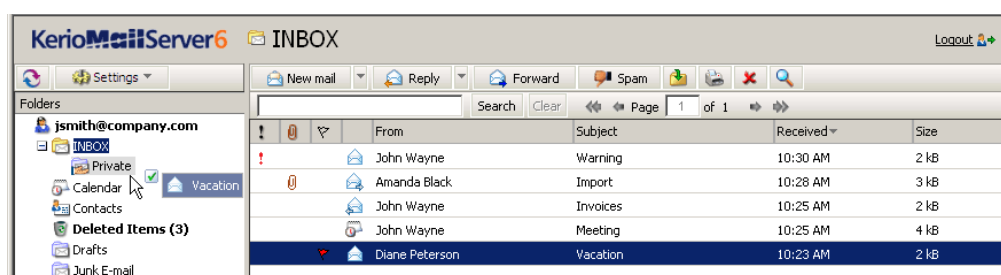 KerioMailServer6 INBOX Logout
Settings New mail Reply Forward Spam
Folders Search Clear Page 1 of 1
jsmith@company.com ! From Subject Received Size
INBOX ! John Wayne Warning 10:30 AM 2 kB
Private
Calendar Vacation Amanda Black Import 10:28 AM 3 kB
Contacts John Wayne Invoices 10:25 AM 2 kB
Deleted Items (3) John Wayne Meeting 10:25 AM 4 kB
Drafts Diane Peterson Vacation 10:23 AM 2 kB
Junk E-mail